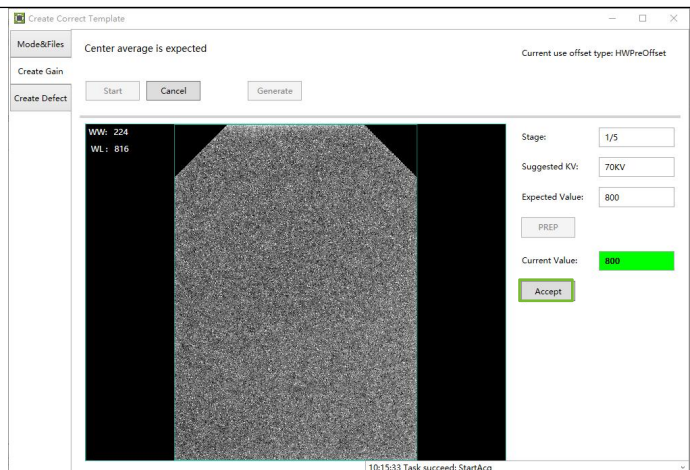 Create Correct Template
Mode&Files
Center average is expected
Current use offset type: HWPreOffset
Create Gain
Start Cancel Generate
Create Defect
WW: 224
WL: 816
Stage: 1/5
Suggested KV: 70KV
Expected Value: 800
PREP
Current Value: 800
Accept
10:15:33 Task succeed: StartAcq